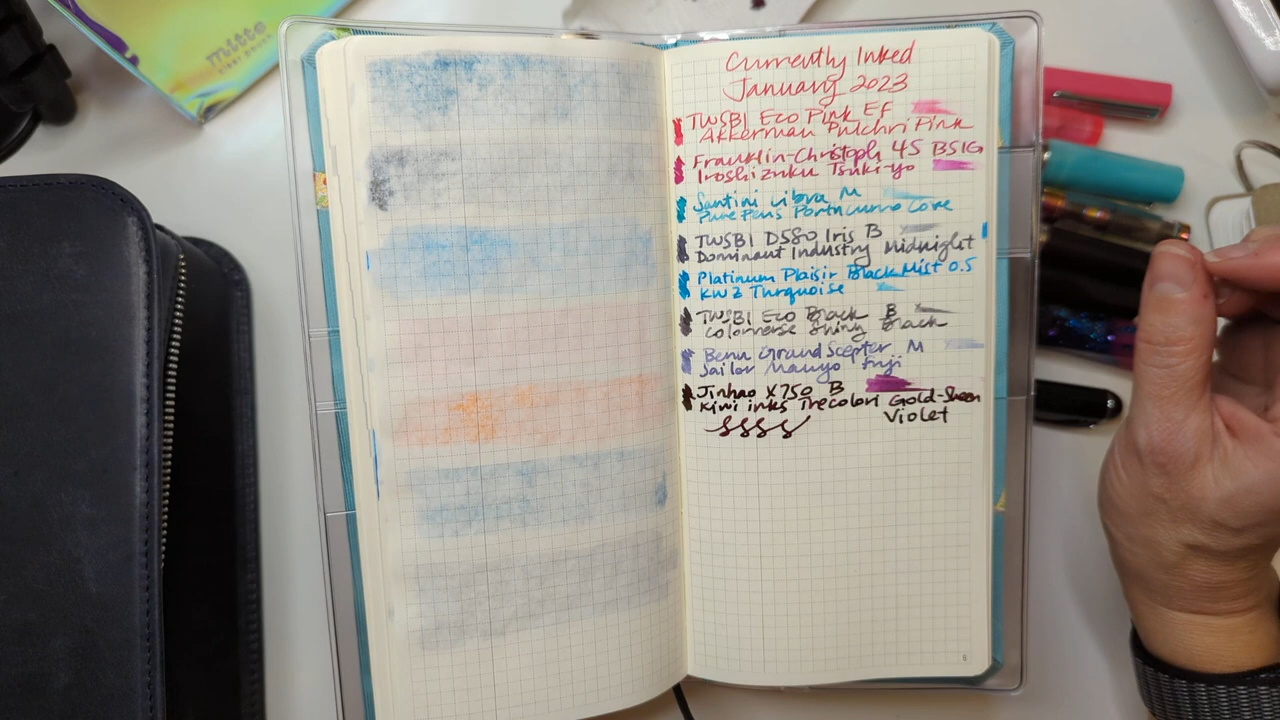 mitte
Currently Inked
January 2023
TWSBI Eco Pink EF
Akkerman Pulchri Pink
Franklin-Christoph 45 B SIG
Iroshizuku Tsuki-yo
Santini Libra M
Pure Pens Porthcurno Cove
TWSBI D580 Iris B
Dominant Industry Midnight
Platinum Plaisir Black Mist 0.5
KWZ Turquoise
TWSBI Eco Black B
Colorverse Shiny Black
Benu Grand Scepter M
Sailor Manyo Fuji
Jinhao X750 B
Kiwi inks Trecolori Gold-Sheen
Violet
6